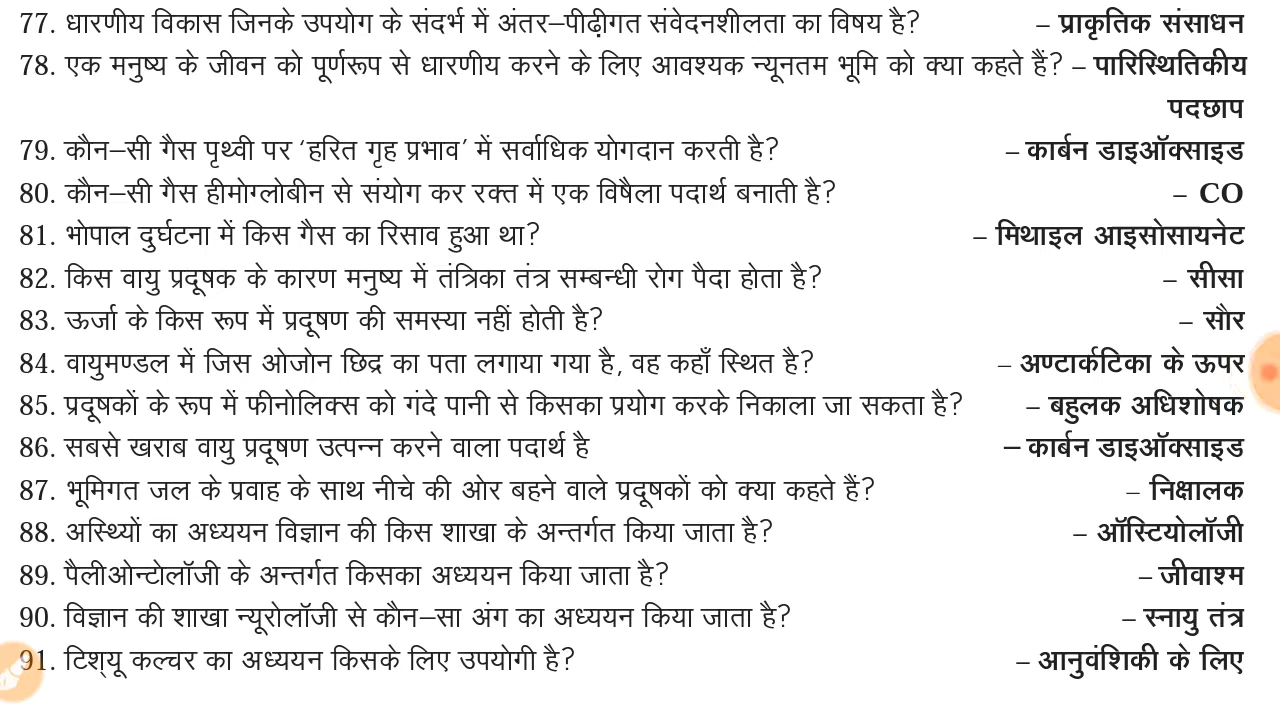 77. धारणीय विकास जिनके उपयोग के संदर्भ में अंतर–पीढ़ीगत संवेदनशीलता का विषय है? – प्राकृतिक संसाधन
78. एक मनुष्य के जीवन को पूर्णरूप से धारणीय करने के लिए आवश्यक न्यूनतम भूमि को क्या कहते हैं? – पारिस्थितिकीय
पदछाप
79. कौन–सी गैस पृथ्वी पर ‘हरित गृह प्रभाव’ में सर्वाधिक योगदान करती है? – कार्बन डाइऑक्साइड
80. कौन–सी गैस हीमोग्लोबीन से संयोग कर रक्त में एक विषैला पदार्थ बनाती है? – CO
81. भोपाल दुर्घटना में किस गैस का रिसाव हुआ था? – मिथाइल आइसोसायनेट
82. किस वायु प्रदूषक के कारण मनुष्य में तंत्रिका तंत्र सम्बन्धी रोग पैदा होता है? – सीसा
83. ऊर्जा के किस रूप में प्रदूषण की समस्या नहीं होती है? – सौर
84. वायुमण्डल में जिस ओजोन छिद्र का पता लगाया गया है, वह कहाँ स्थित है? – अण्टार्कटिका के ऊपर
85. प्रदूषकों के रूप में फीनोलिक्स को गंदे पानी से किसका प्रयोग करके निकाला जा सकता है? – बहुलक अधिशोषक
86. सबसे खराब वायु प्रदूषण उत्पन्न करने वाला पदार्थ है – कार्बन डाइऑक्साइड
87. भूमिगत जल के प्रवाह के साथ नीचे की ओर बहने वाले प्रदूषकों को क्या कहते हैं? – निक्षालक
88. अस्थियों का अध्ययन विज्ञान की किस शाखा के अन्तर्गत किया जाता है? – ऑस्टियोलॉजी
89. पैलीओन्टोलॉजी के अन्तर्गत किसका अध्ययन किया जाता है? – जीवाश्म
90. विज्ञान की शाखा न्यूरोलॉजी से कौन–सा अंग का अध्ययन किया जाता है? – स्नायु तंत्र
91. टिश्यू कल्चर का अध्ययन किसके लिए उपयोगी है? – आनुवंशिकी के लिए